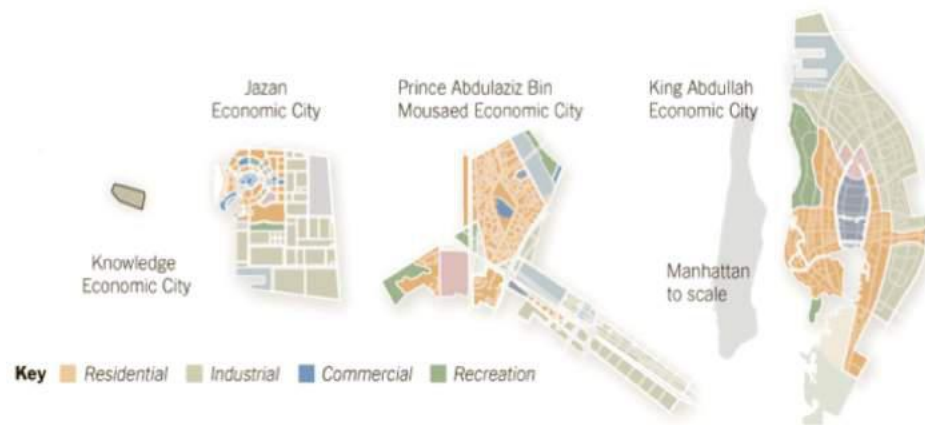 Jazan
Economic City
Prince Abdulaziz Bin
Mousaed Economic City
King Abdullah
Economic City
Knowledge
Economic City
Manhattan
to scale
Key Residential Industrial Commercial Recreation